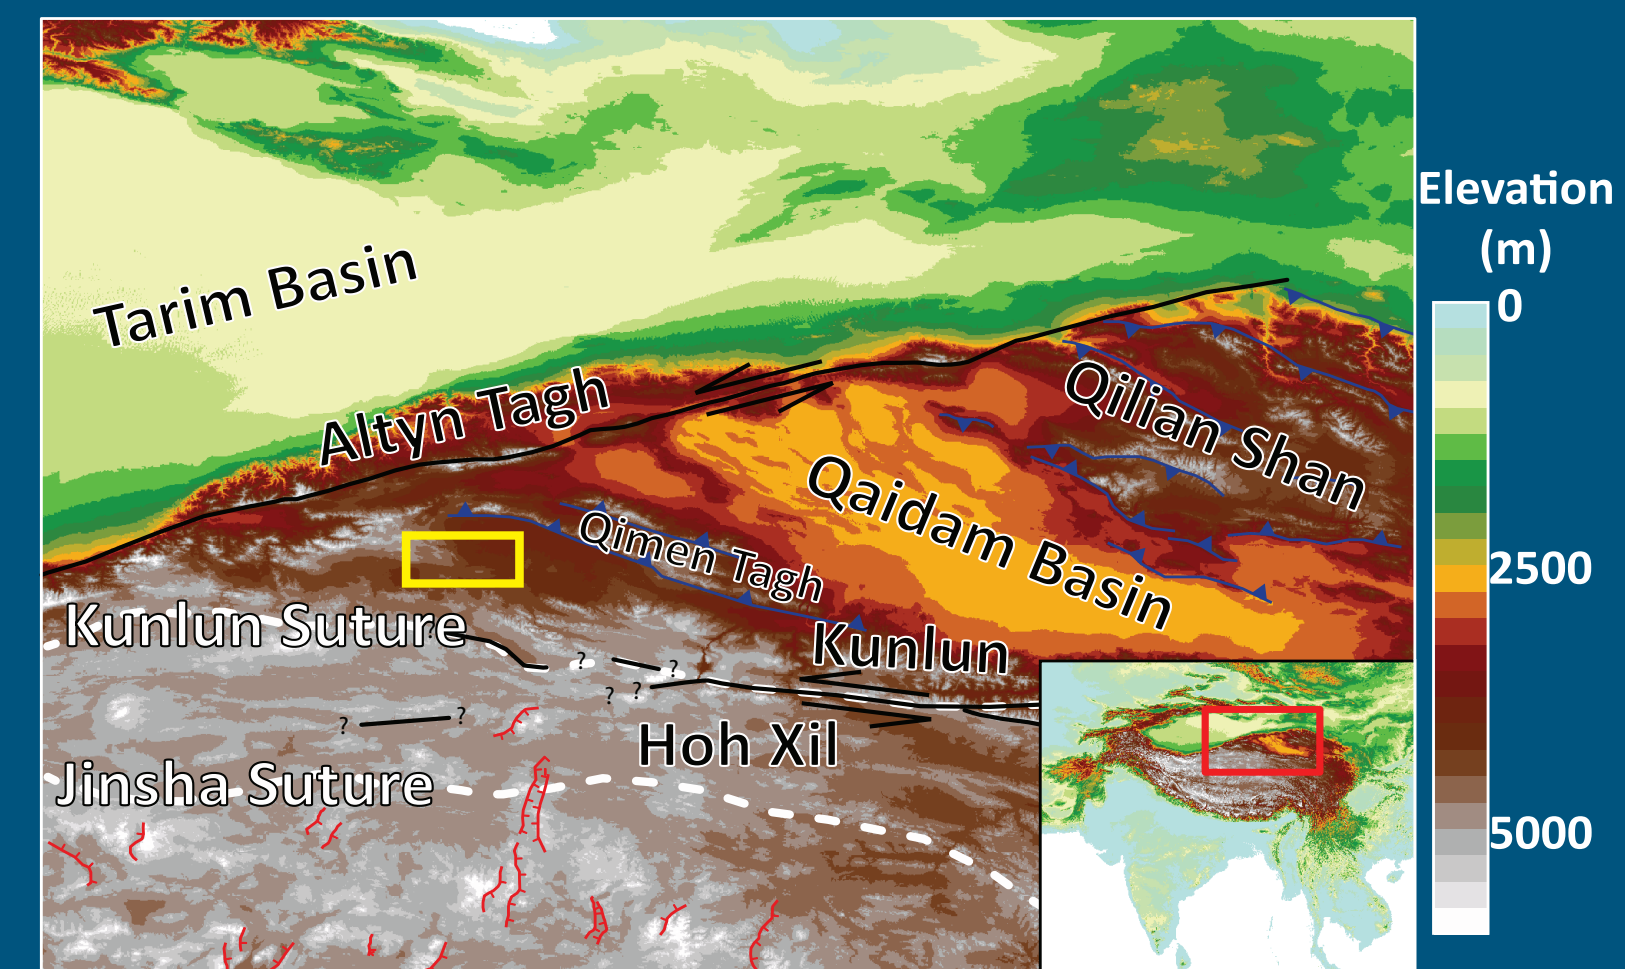 Elevation
(m)
0
2500
5000
Tarim Basin
Altyn Tagh
Qilian Shan
Qaidam Basin
Qimen Tagh
Kunlun Suture
?
Kunlun
?
?
?
?
?
?
Hoh Xil
Jinsha Suture